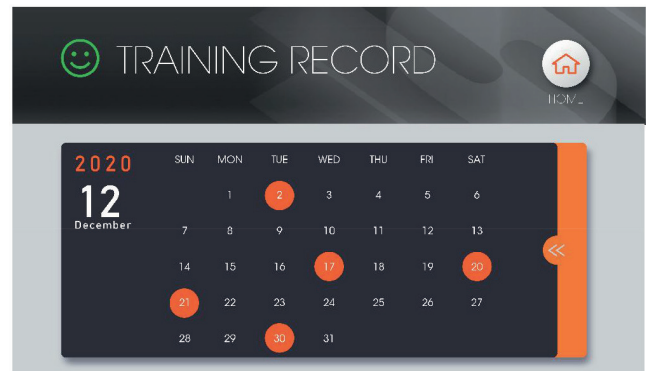 TRAINING RECORD
HOME
2020
12
December
SUN MON TUE WED THU FRI SAT
1 2 3 4 5 6
7 8 9 10 11 12 13
14 15 16 17 18 19 20
21 22 23 24 25 26 27
28 29 30 31